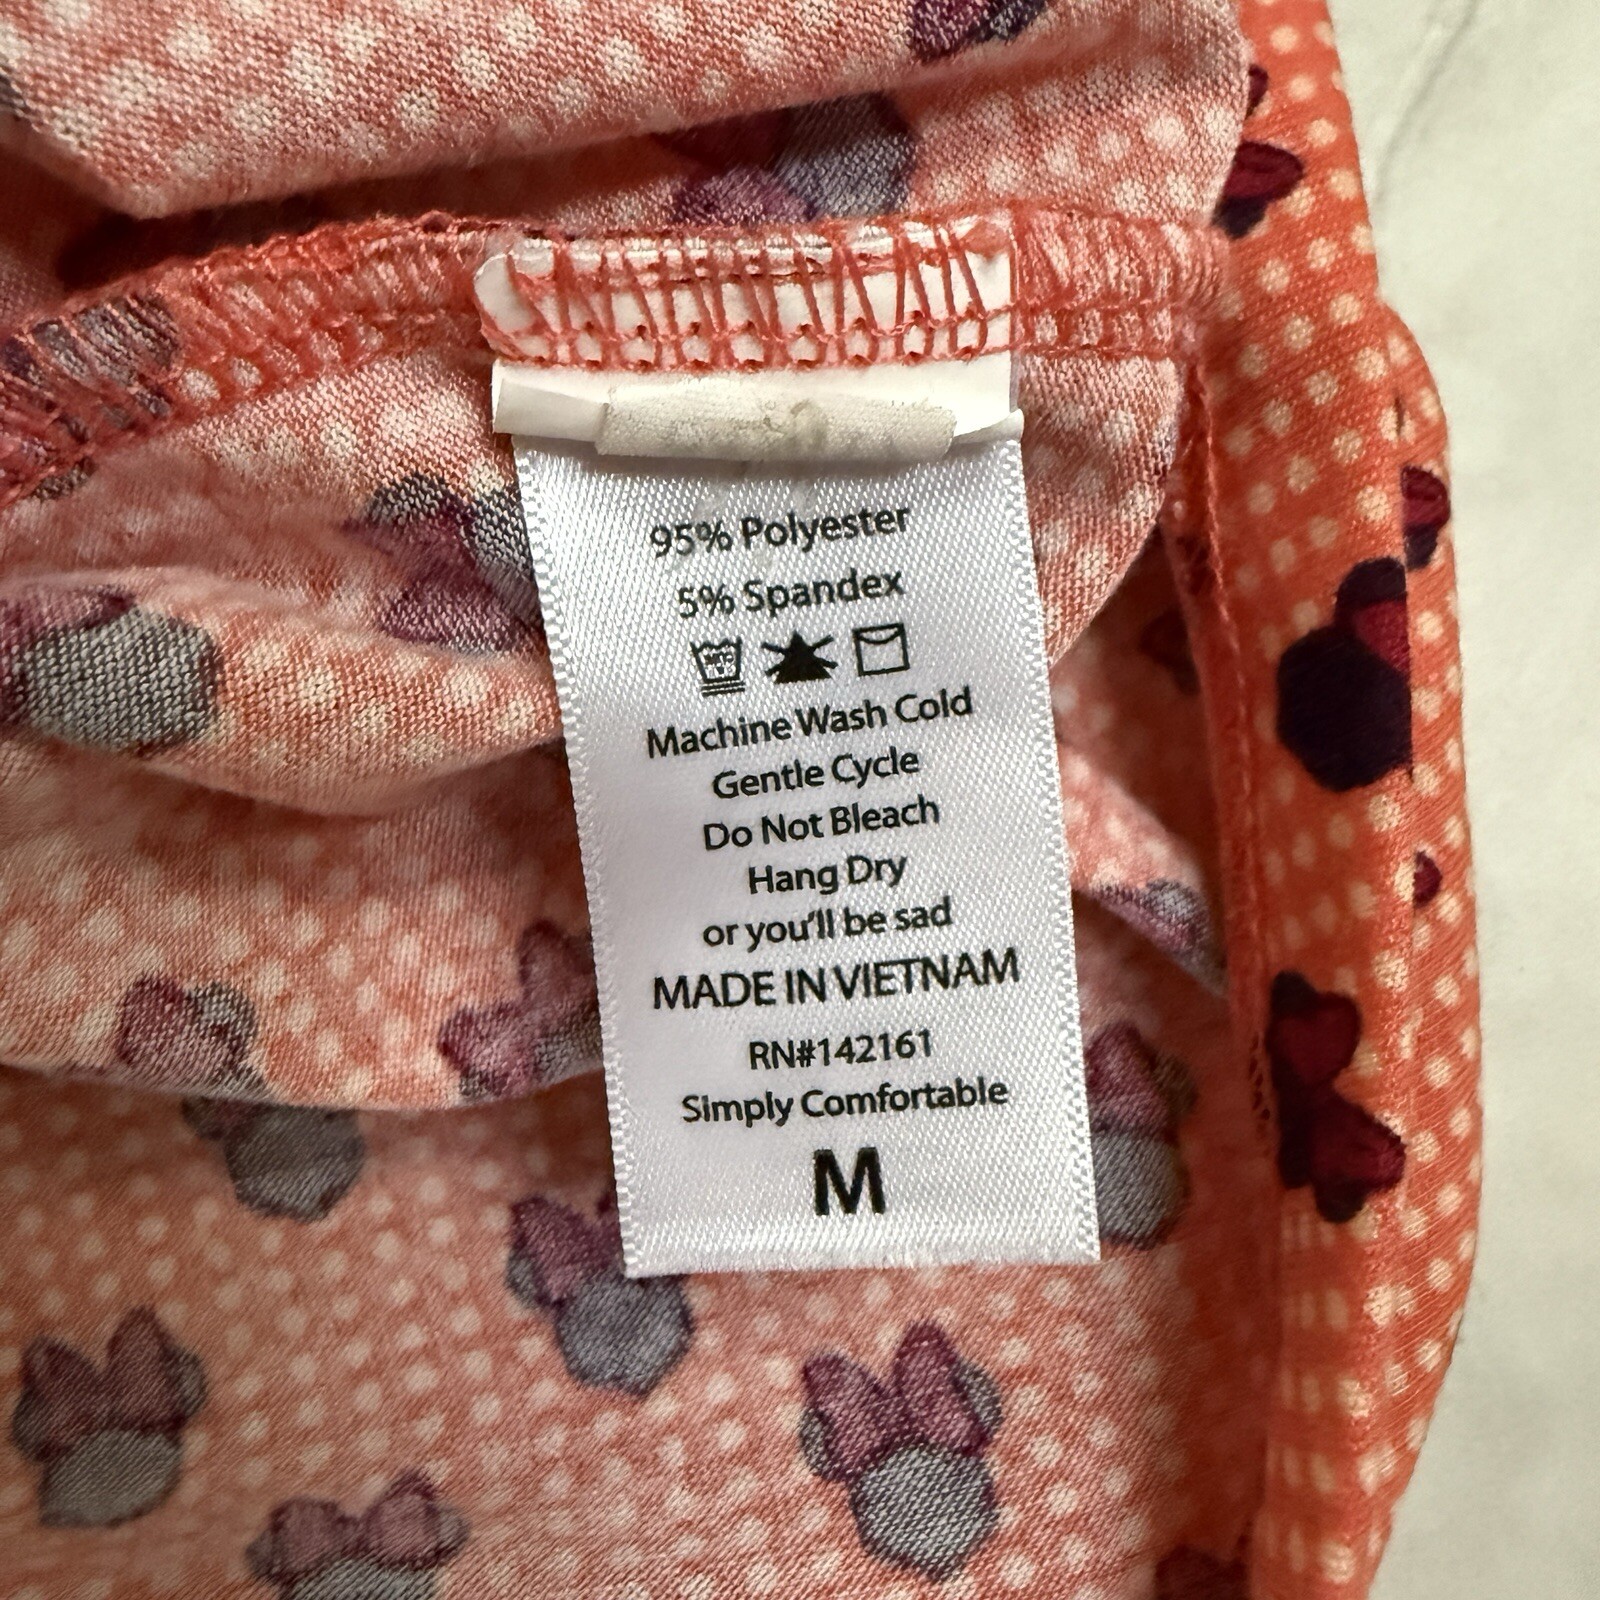 95% Polyester
5% Spandex
Machine Wash Cold
Gentle Cycle
Do Not Bleach
Hang Dry
or you'll be sad
MADE IN VIETNAM
RN#142161
Simply Comfortable
M